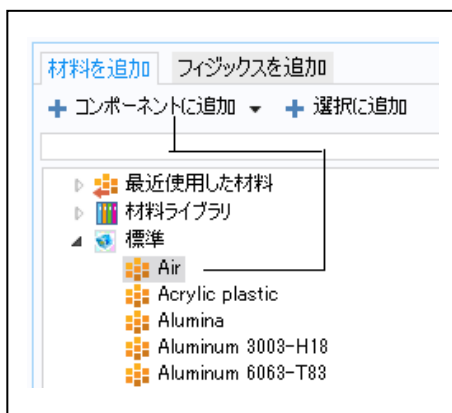 材料を追加 フィジックスを追加
コンポーネントに追加 選択に追加
最近使用した材料
材料ライブラリ
標準
Air
Acrylic plastic
Alumina
Aluminum 3003-H18
Aluminum 6063-T83